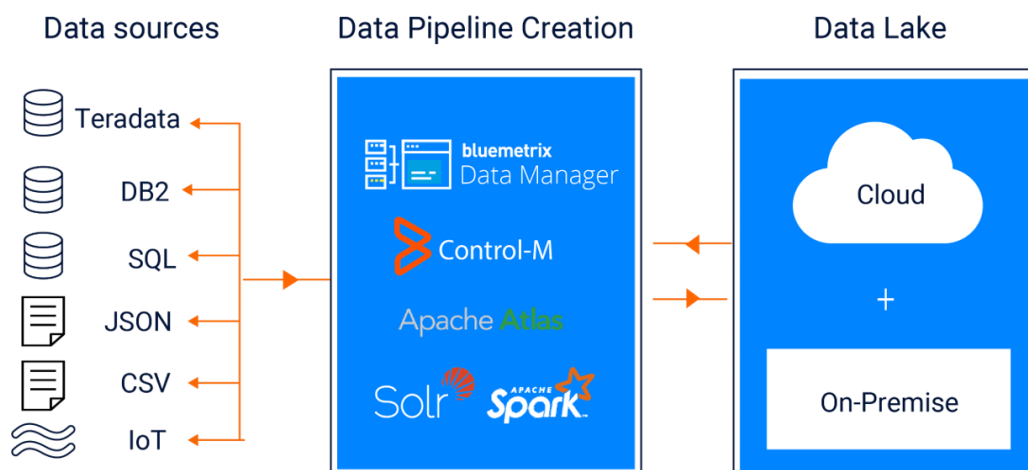 Data sources
Data Pipeline Creation
Data Lake
Teradata
DB2
SQL
JSON
CSV
IoT
bluemetrix
Data Manager
Control-M
Apache Atlas
Solr
APACHE
Spark™
Cloud
+
On-Premise